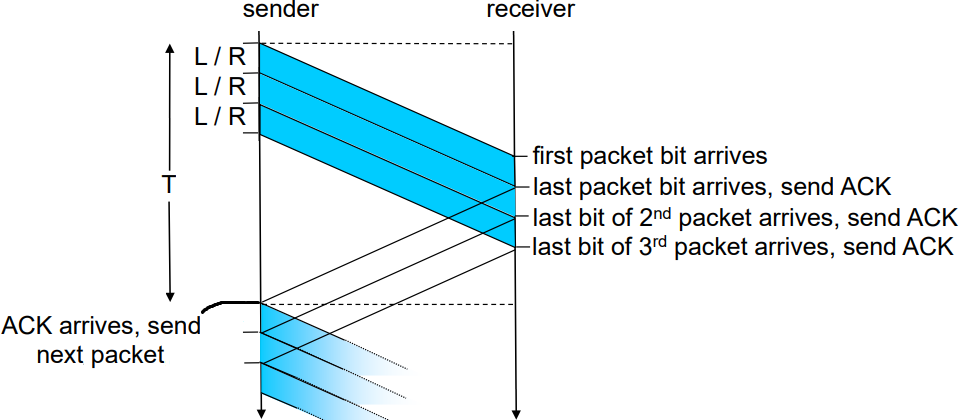 sender
receiver
L / R
L / R
L / R
first packet bit arrives
T
last packet bit arrives, send ACK
last bit of 2nd packet arrives, send ACK
last bit of 3rd packet arrives, send ACK
ACK arrives, send
next packet